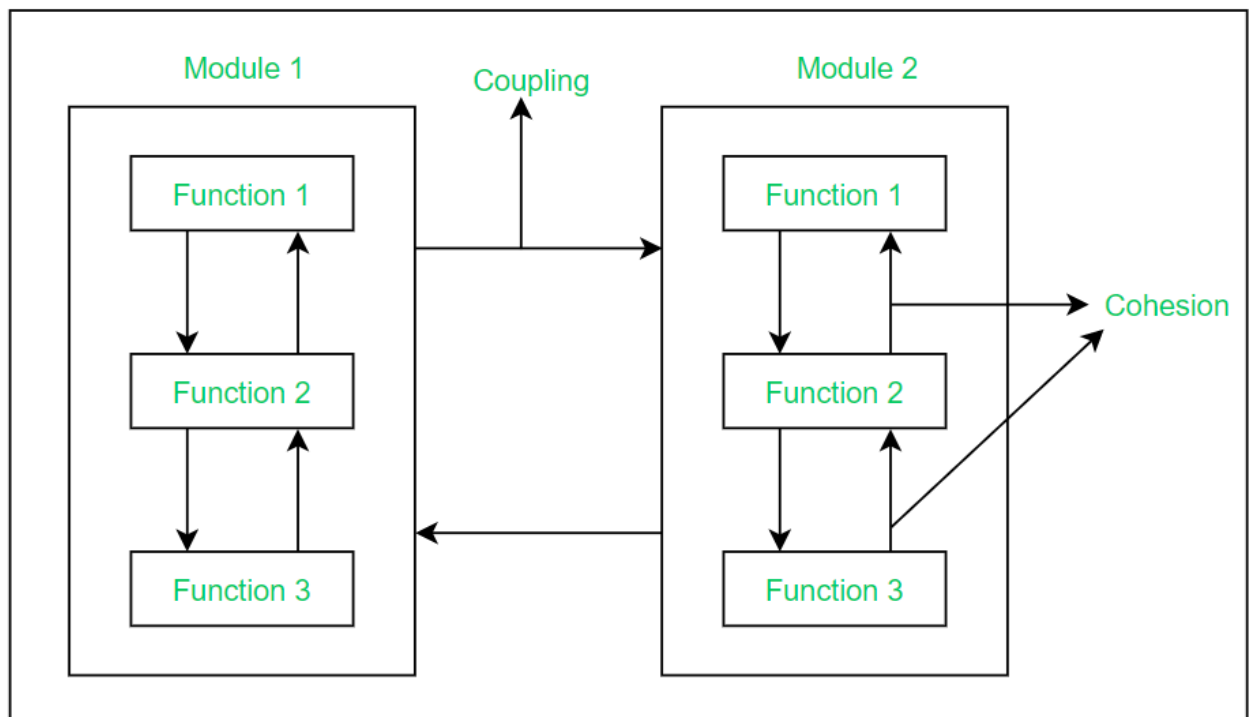 Module 1
Coupling
Module 2
Function 1
Function 1
Cohesion
Function 2
Function 2
Function 3
Function 3